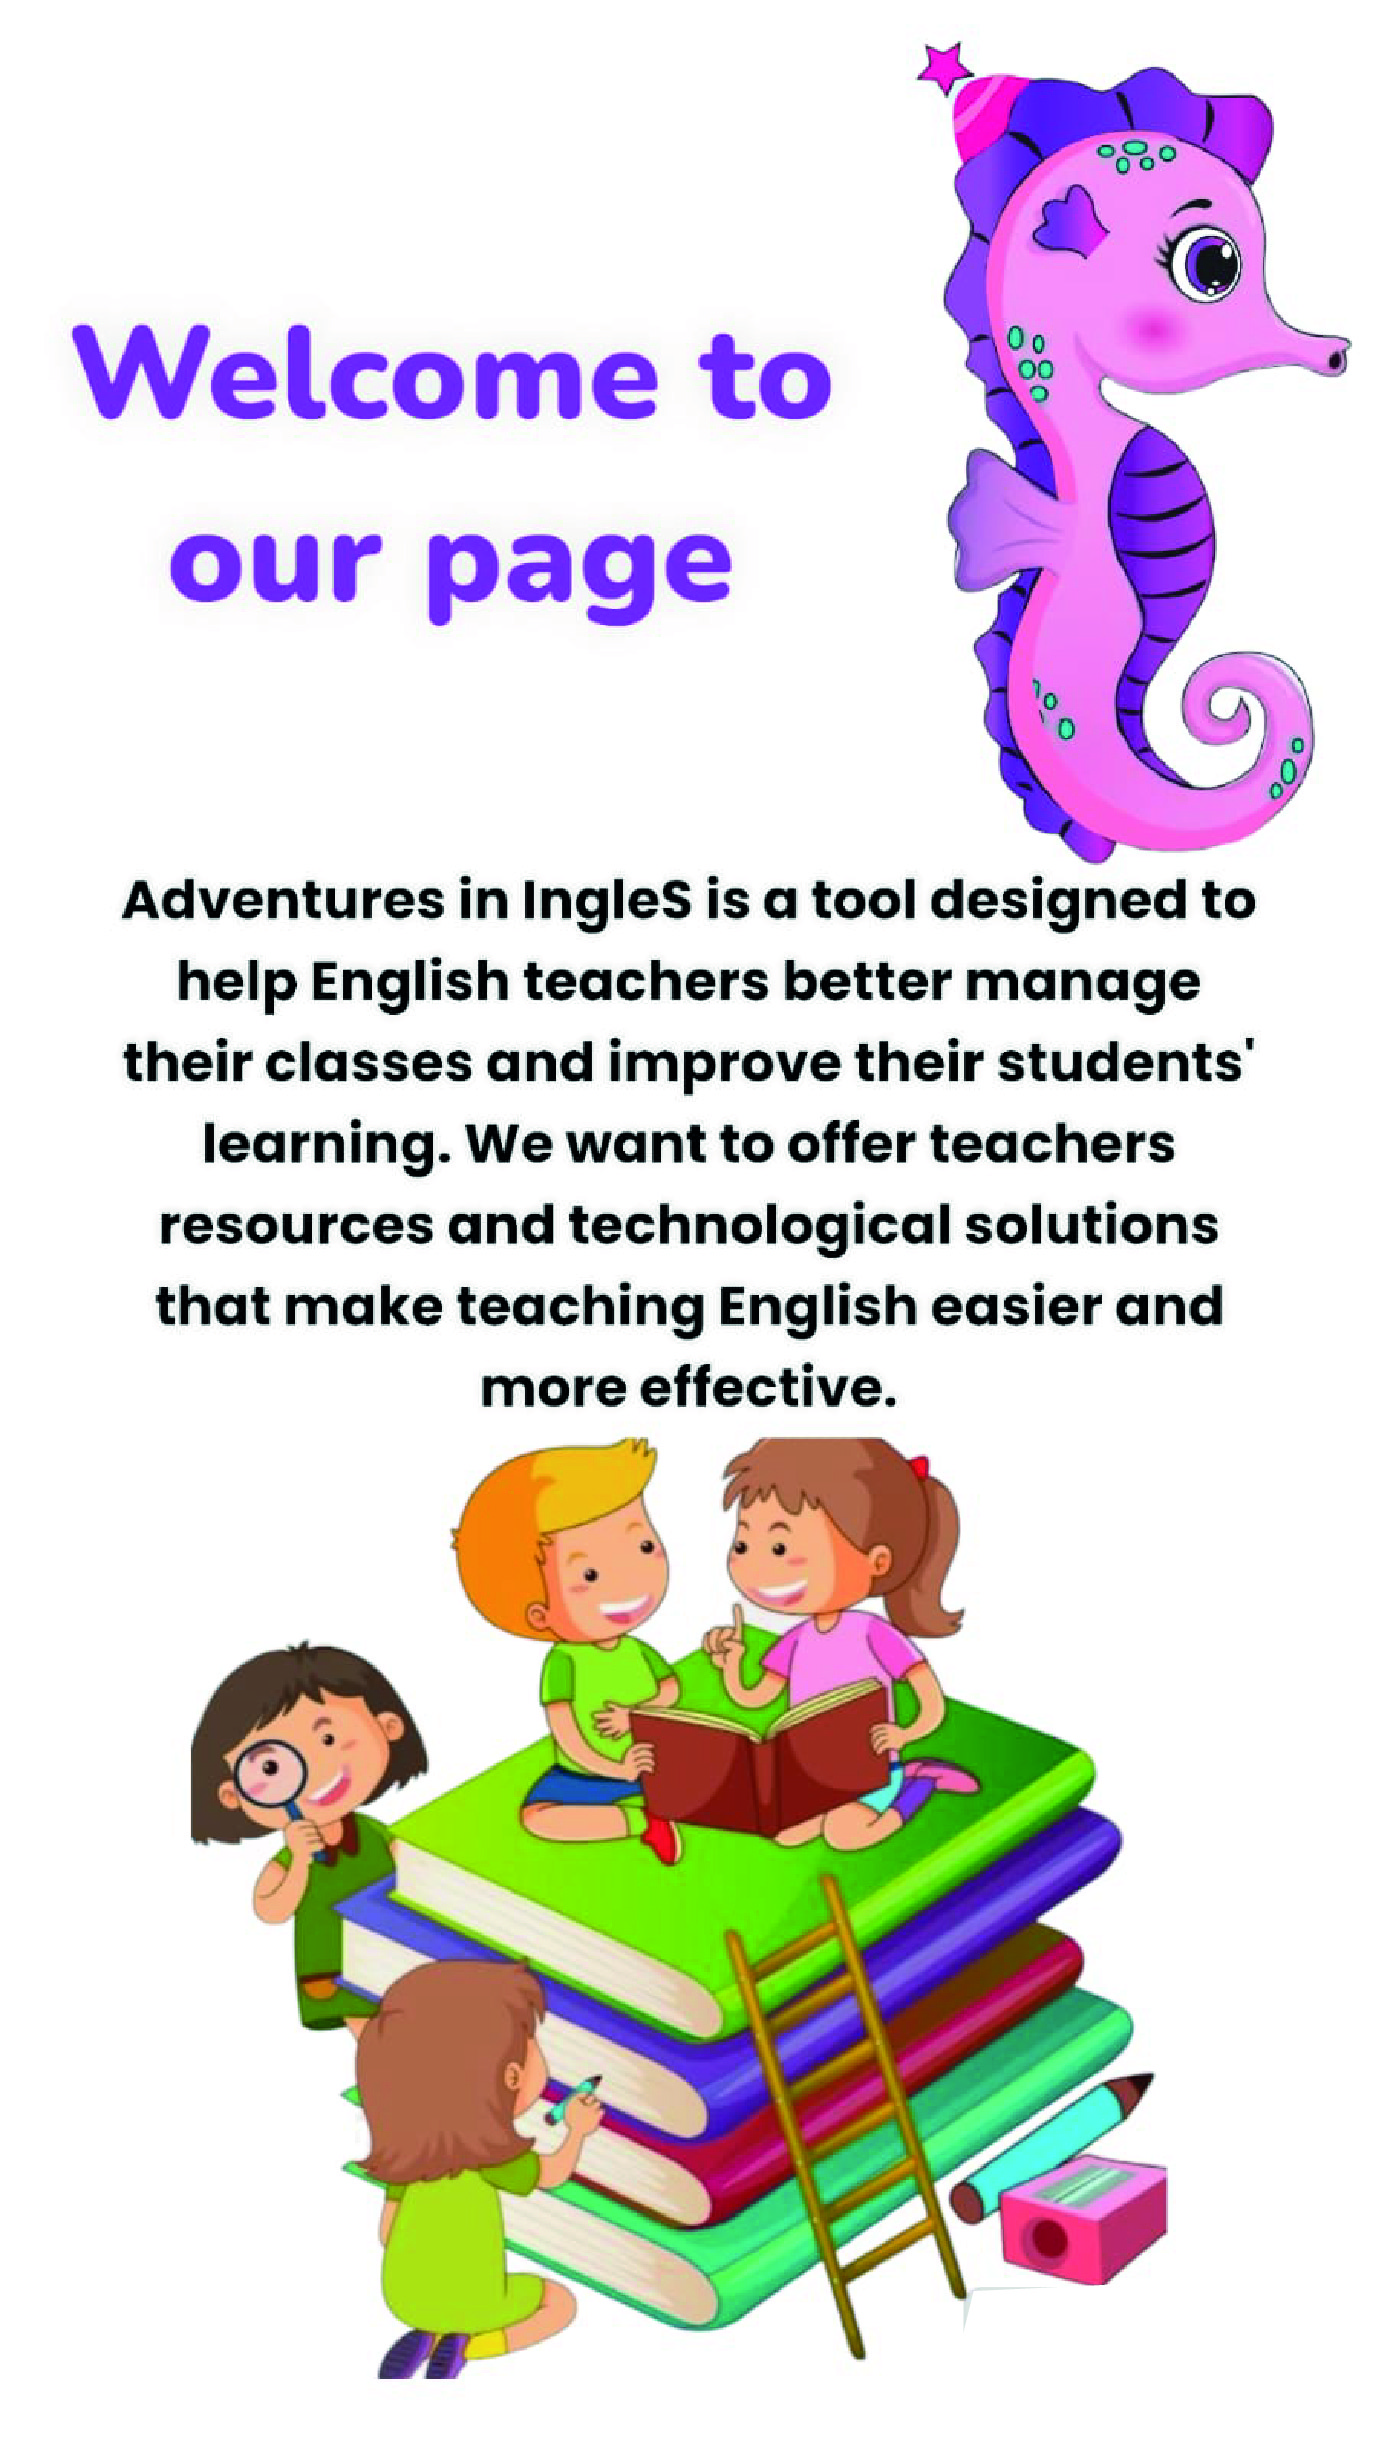 Welcome to
our page
Adventures in IngleS is a tool designed to
help English teachers better manage
their classes and improve their students'
learning. We want to offer teachers
resources and technological solutions
that make teaching English easier and
more effective.